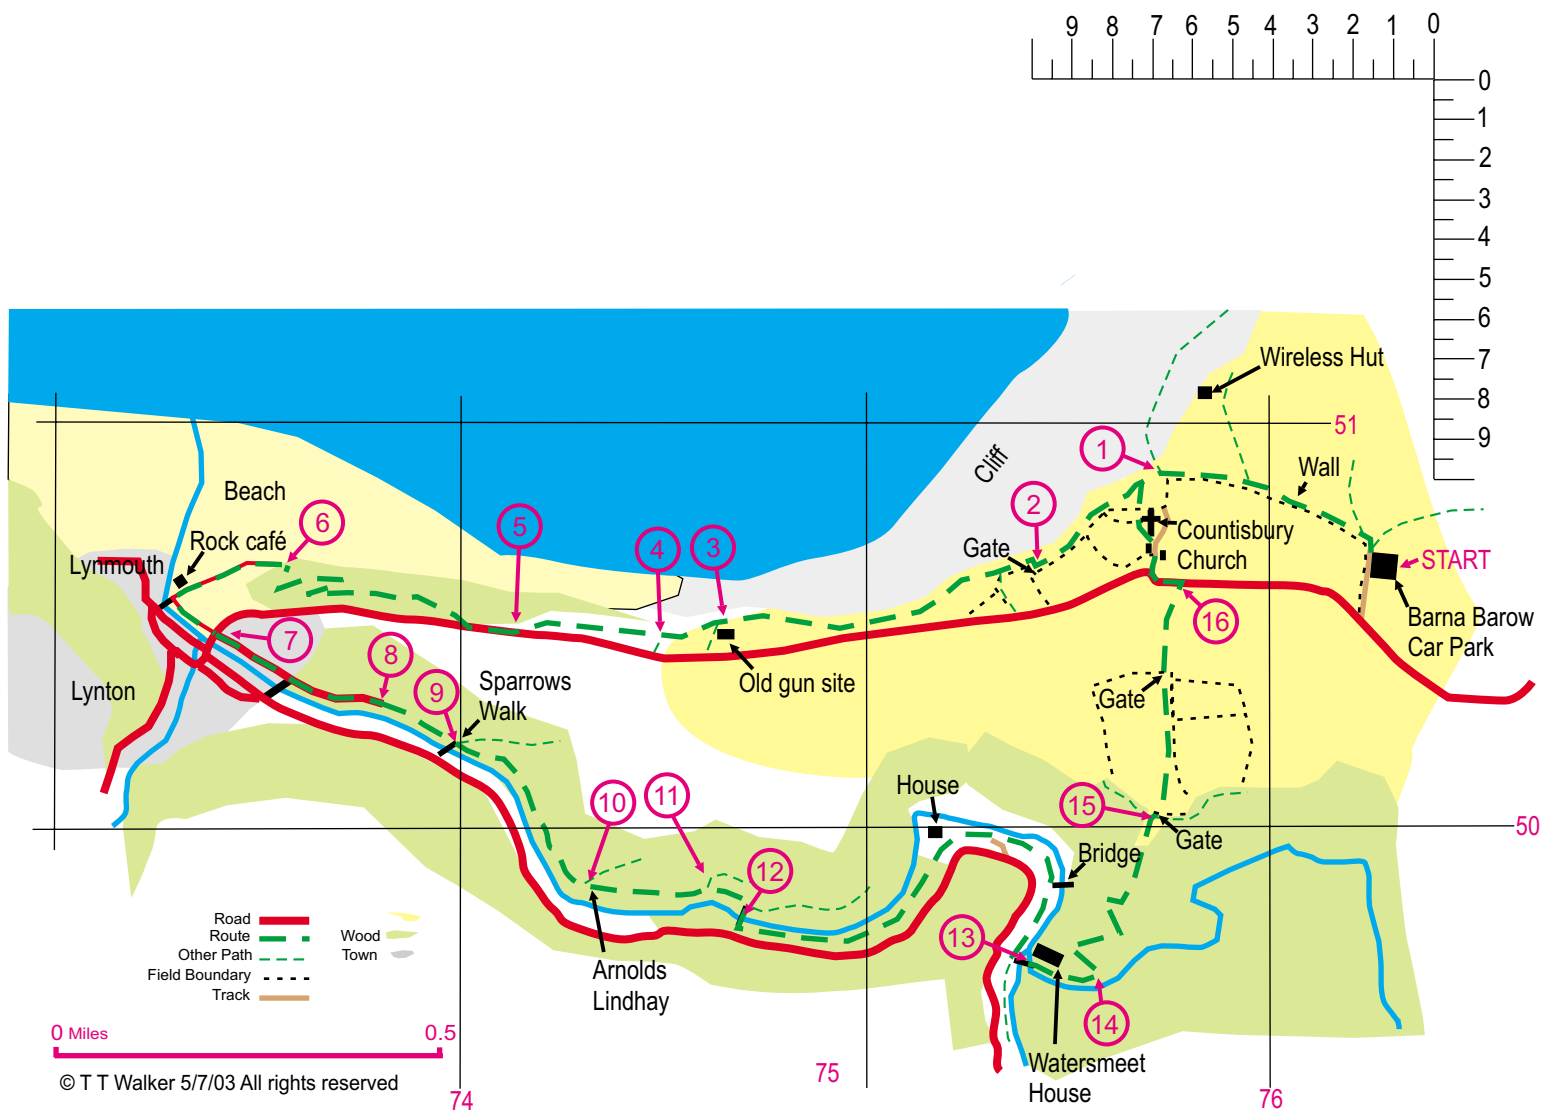 9 8 7 6 5 4 3 2 1 0
0
1
2
3
4
5
6
7
8
9
Wireless Hut
51
1
Cliff
Wall
2
Beach
6
5
4
3
Rock café
Gate
Countisbury
Church
Lynmouth
START
Barna Barow
Car Park
16
7
8
9
Sparrows
Walk
Old gun site
Lynton
Gate
10
11
House
15
Gate
50
12
Bridge
13
Road
Route
Other Path
Field Boundary
Track
Wood
Town
Arnolds
Lindhay
14
0 Miles
0.5
Watersmeet
House
© T T Walker 5/7/03 All rights reserved
74
75
76